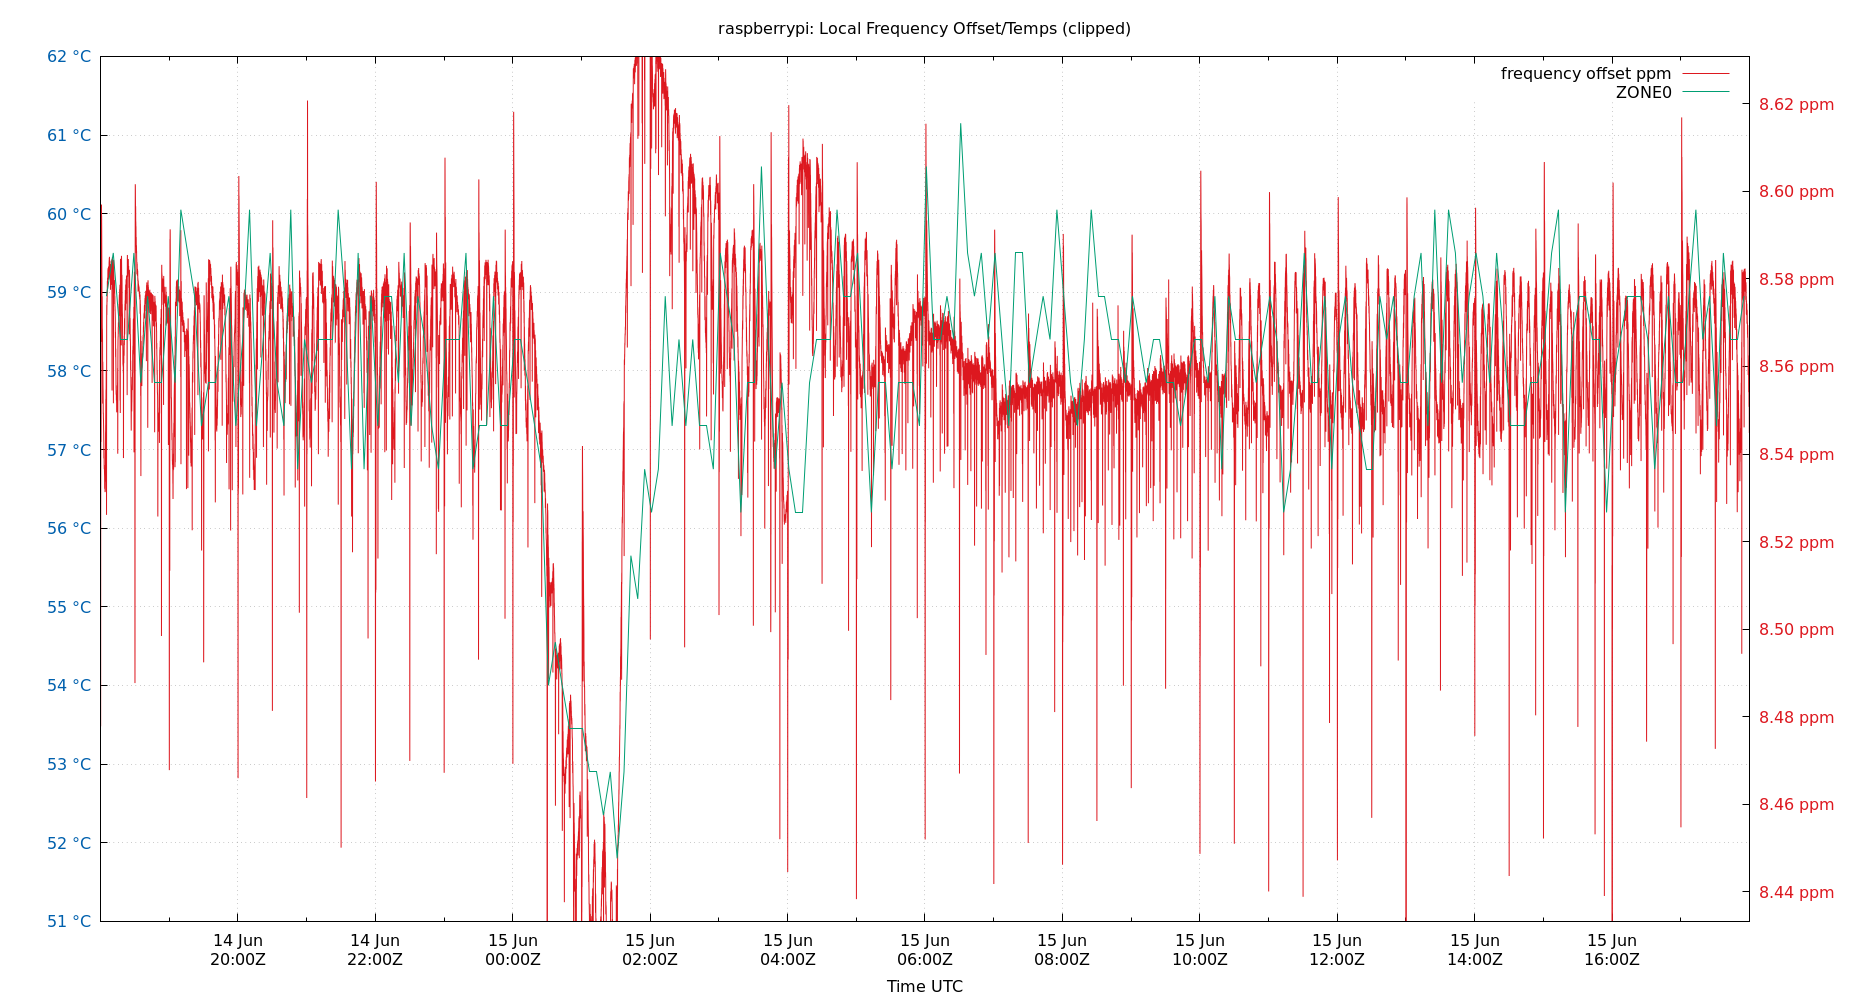 raspberrypi: Local Frequency Offset/Temps (clipped)
frequency offset ppm
ZONE0
62 °C
61 °C
60 °C
59 °C
58 °C
57 °C
56 °C
55 °C
54 °C
53 °C
52 °C
51 °C
8.62 ppm
8.60 ppm
8.58 ppm
8.56 ppm
8.54 ppm
8.52 ppm
8.50 ppm
8.48 ppm
8.46 ppm
8.44 ppm
14 Jun 14 Jun 15 Jun 15 Jun 15 Jun 15 Jun 15 Jun 15 Jun 15 Jun 15 Jun 15 Jun
20:00Z 22:00Z 00:00Z 02:00Z 04:00Z 06:00Z 08:00Z 10:00Z 12:00Z 14:00Z 16:00Z
Time UTC